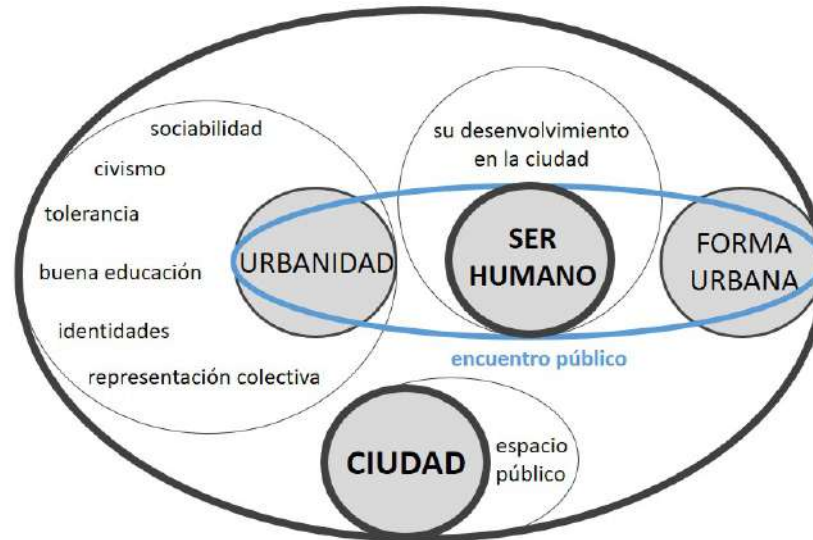 sociabilidad
civismo
tolerancia
buena educación
identidades
representación colectiva
URBANIDAD
su desenvolvimiento
en la ciudad
SER
HUMANO
FORMA
URBANA
encuentro público
CIUDAD
espacio
público